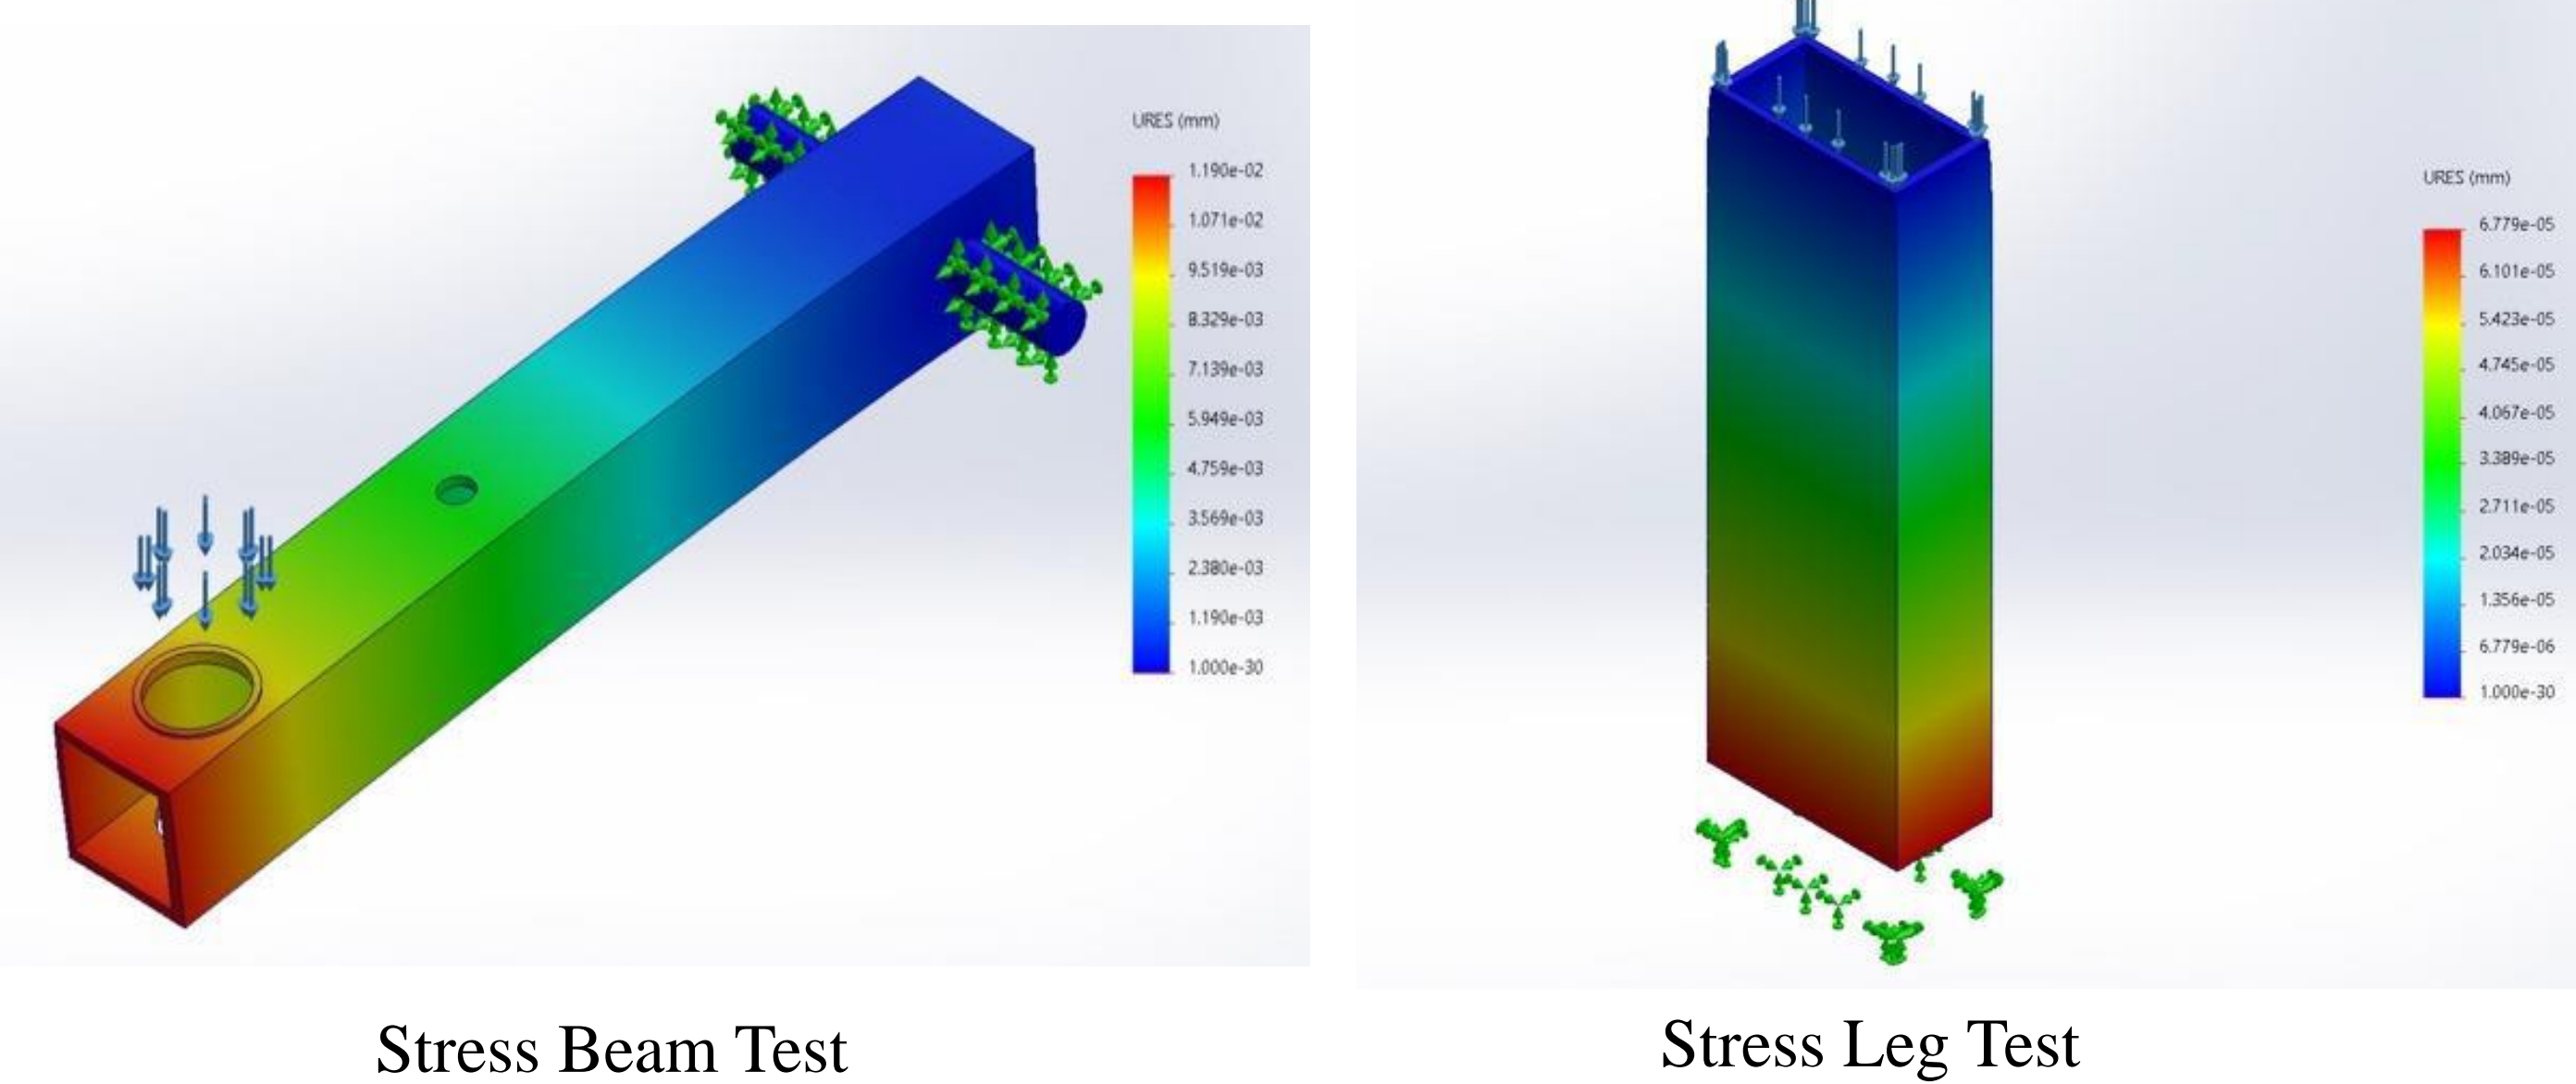 URES (mm)
1.190e-02
1.071e-02
9.519e-03
8.329e-03
7.139e-03
5.949e-03
4.759e-03
3.569e-03
2.380e-03
1.190e-03
1.000e-30
Stress Beam Test
URES (mm)
6.779e-05
6.101e-05
5.423e-05
4.745e-05
4.067e-05
3.389e-05
2.711e-05
2.034e-05
1.356e-05
6.779e-06
1.000e-30
Stress Leg Test